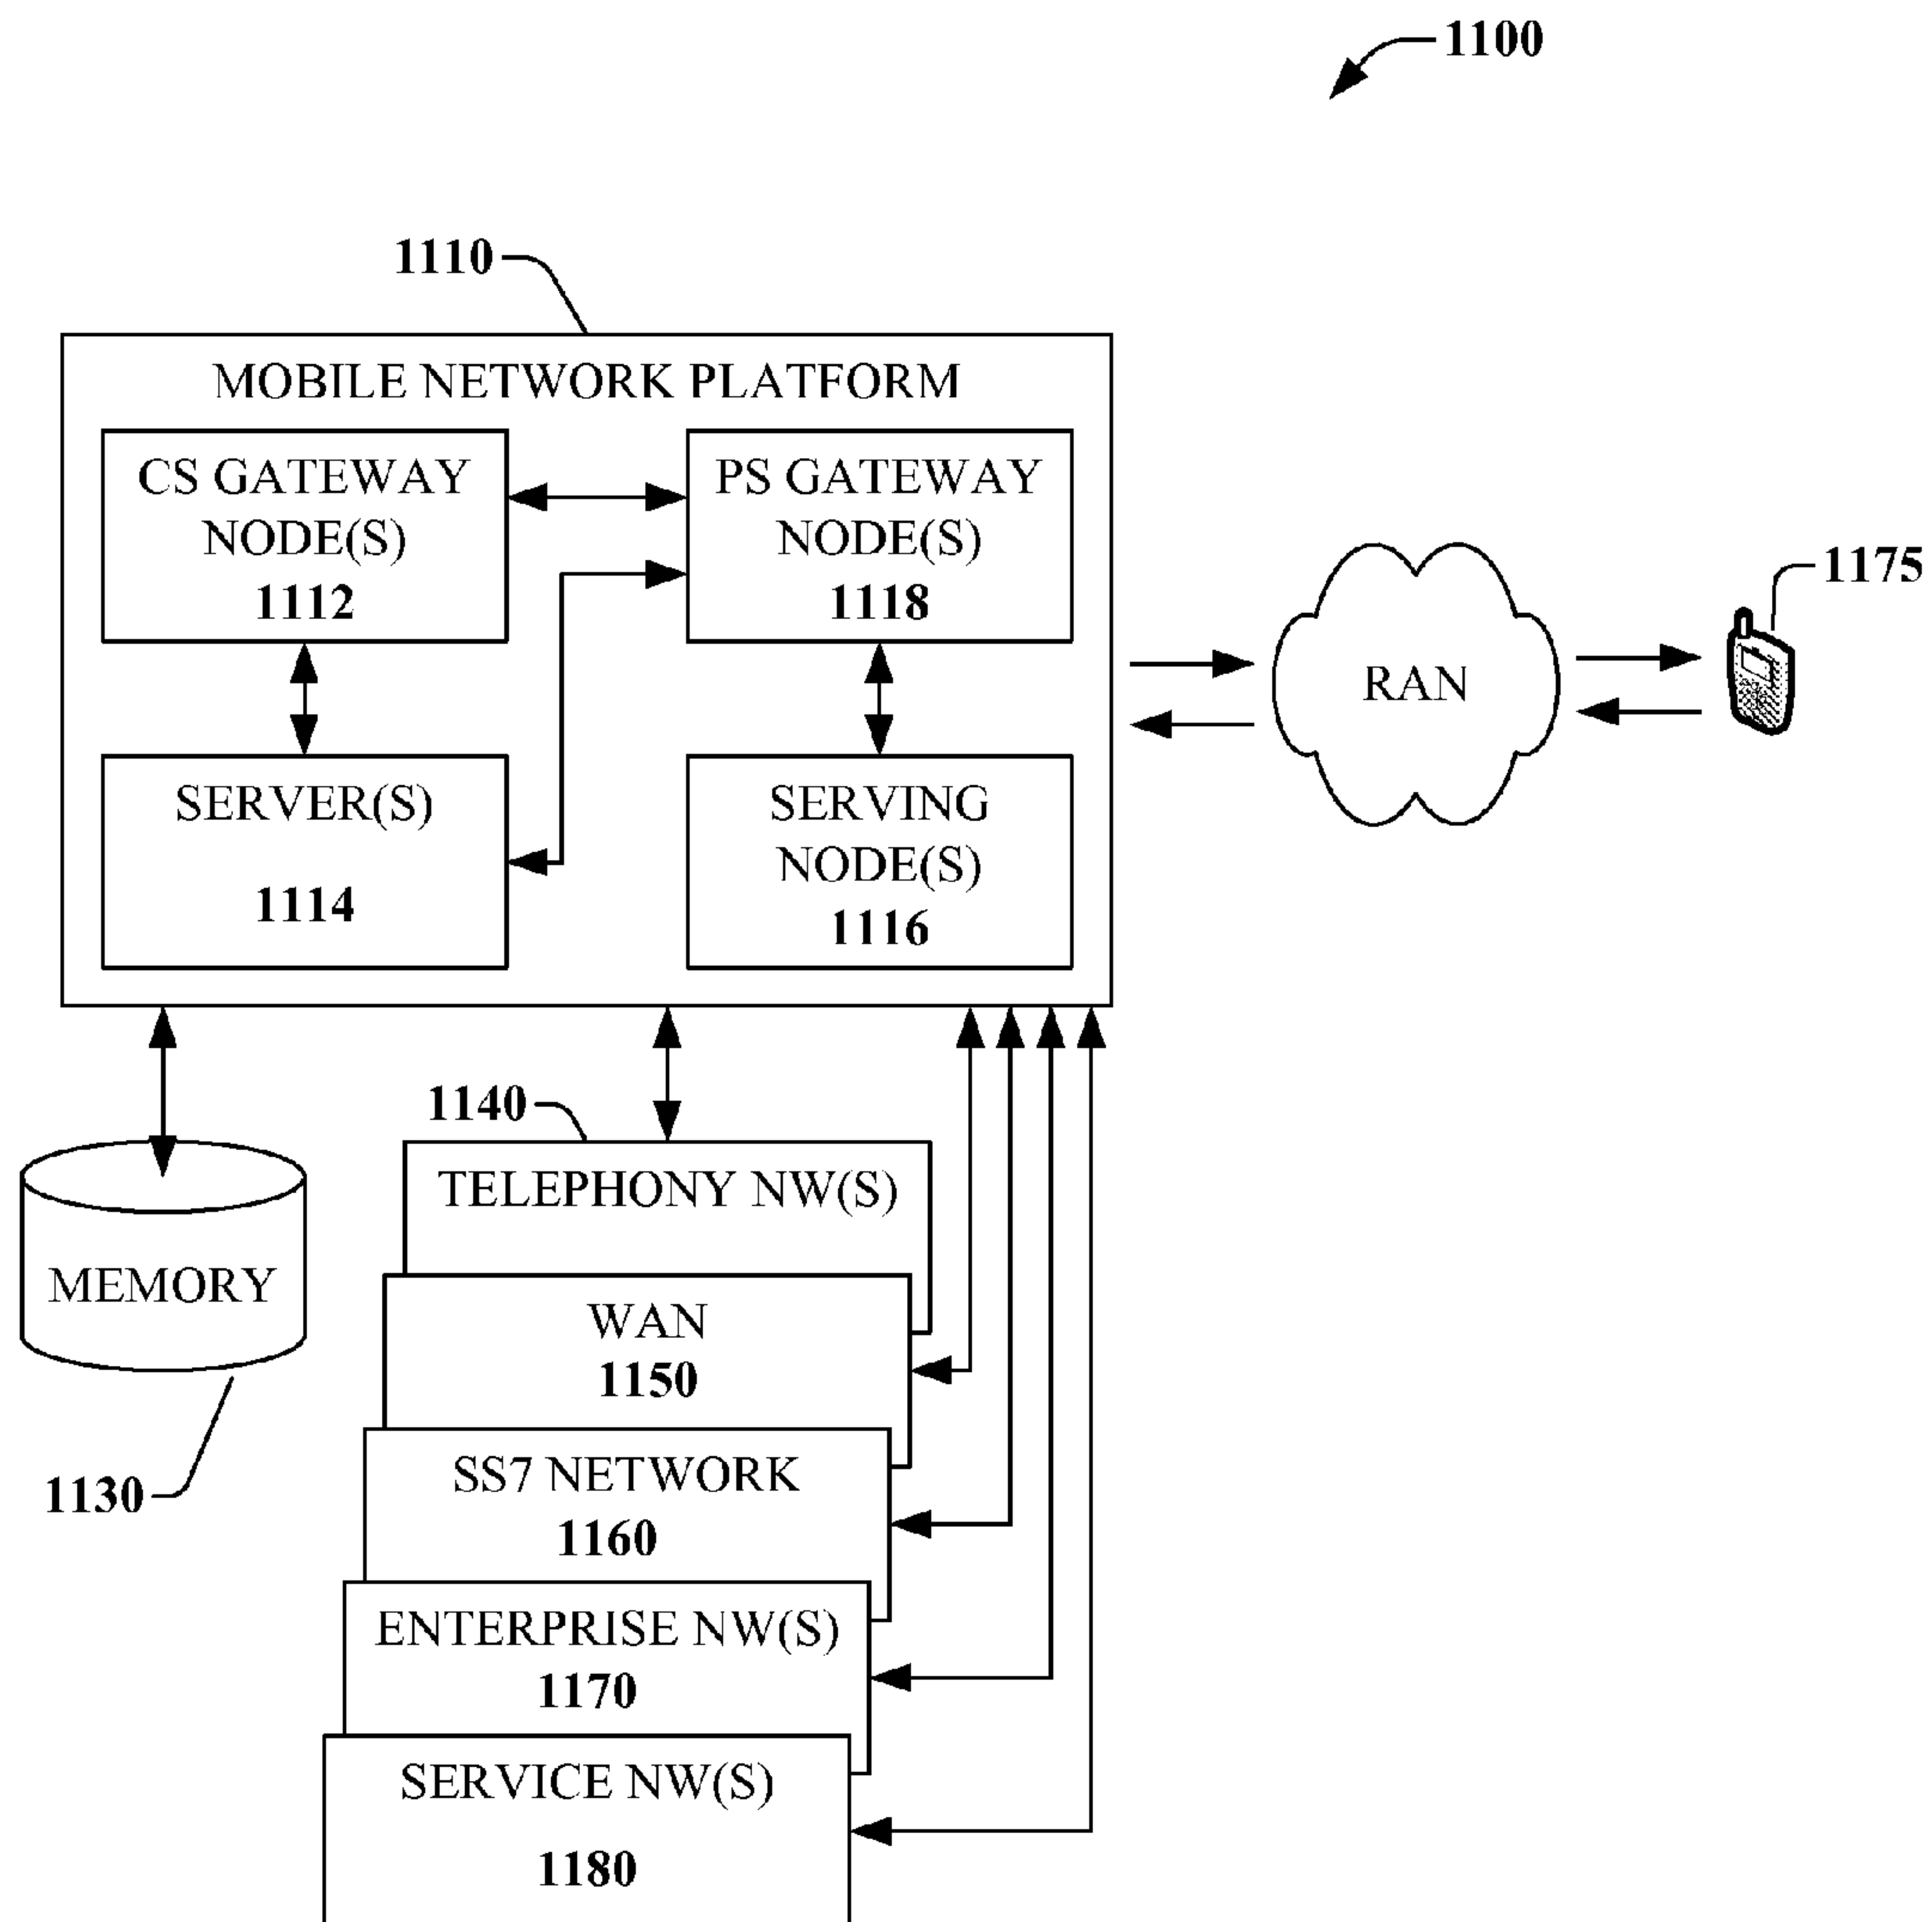 1100
1110
MOBILE NETWORK PLATFORM
CS GATEWAY
NODE(S)
1112
PS GATEWAY
NODE(S)
1118
SERVER(S)
1114
SERVING
NODE(S)
1116
RAN
1175
1140
TELEPHONY NW(S)
MEMORY
1130
WAN
1150
SS7 NETWORK
1160
ENTERPRISE NW(S)
1170
SERVICE NW(S)
1180